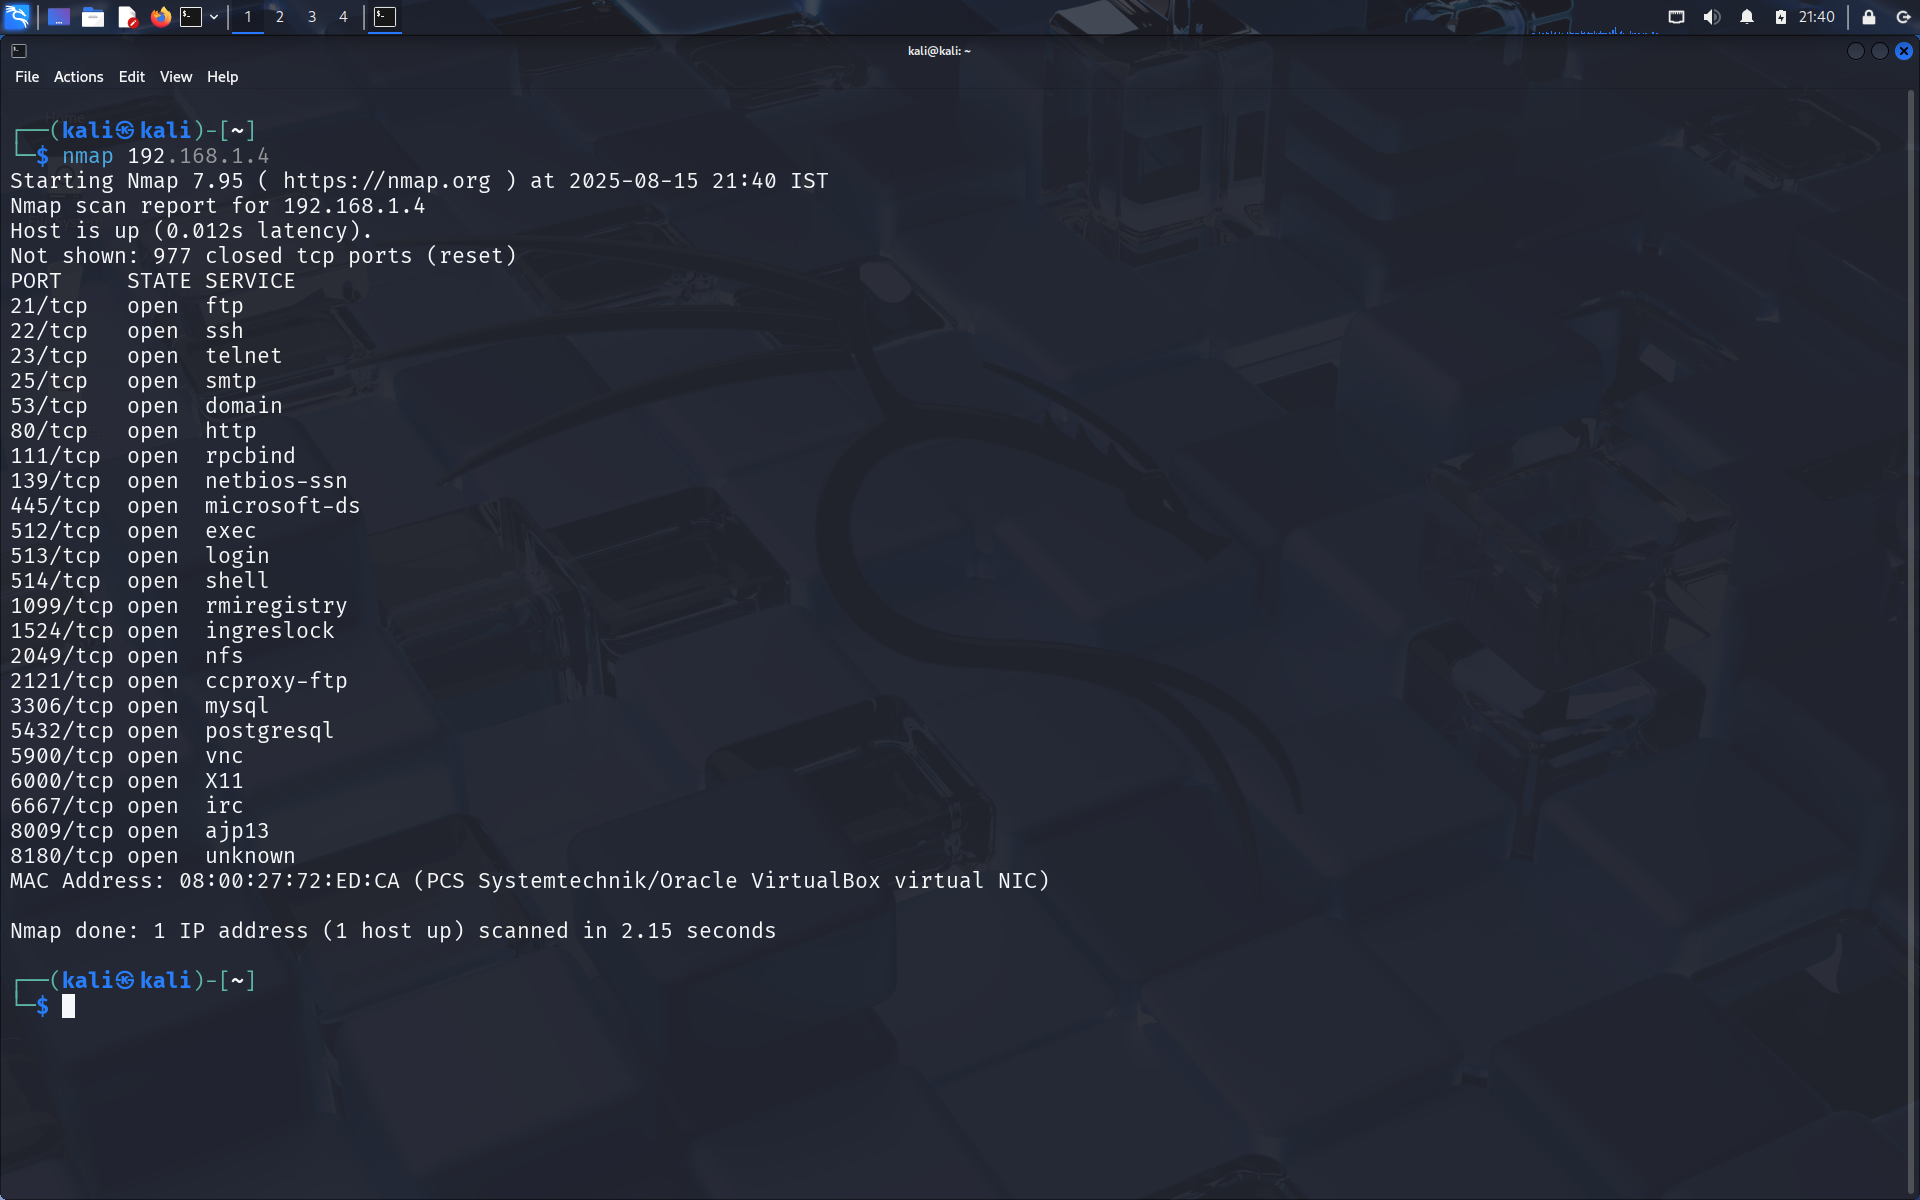 1 2 3 4 21:40
kali@kali: ~
File Actions Edit View Help
┌──(kali㉿kali)-[~]
└─$ nmap 192.168.1.4
Starting Nmap 7.95 ( https://nmap.org ) at 2025-08-15 21:40 IST
Nmap scan report for 192.168.1.4
Host is up (0.012s latency).
Not shown: 977 closed tcp ports (reset)
PORT     STATE SERVICE
21/tcp   open  ftp
22/tcp   open  ssh
23/tcp   open  telnet
25/tcp   open  smtp
53/tcp   open  domain
80/tcp   open  http
111/tcp  open  rpcbind
139/tcp  open  netbios-ssn
445/tcp  open  microsoft-ds
512/tcp  open  exec
513/tcp  open  login
514/tcp  open  shell
1099/tcp open  rmiregistry
1524/tcp open  ingreslock
2049/tcp open  nfs
2121/tcp open  ccproxy-ftp
3306/tcp open  mysql
5432/tcp open  postgresql
5900/tcp open  vnc
6000/tcp open  X11
6667/tcp open  irc
8009/tcp open  ajp13
8180/tcp open  unknown
MAC Address: 08:00:27:72:ED:CA (PCS Systemtechnik/Oracle VirtualBox virtual NIC)
Nmap done: 1 IP address (1 host up) scanned in 2.15 seconds
┌──(kali㉿kali)-[~]
└─$